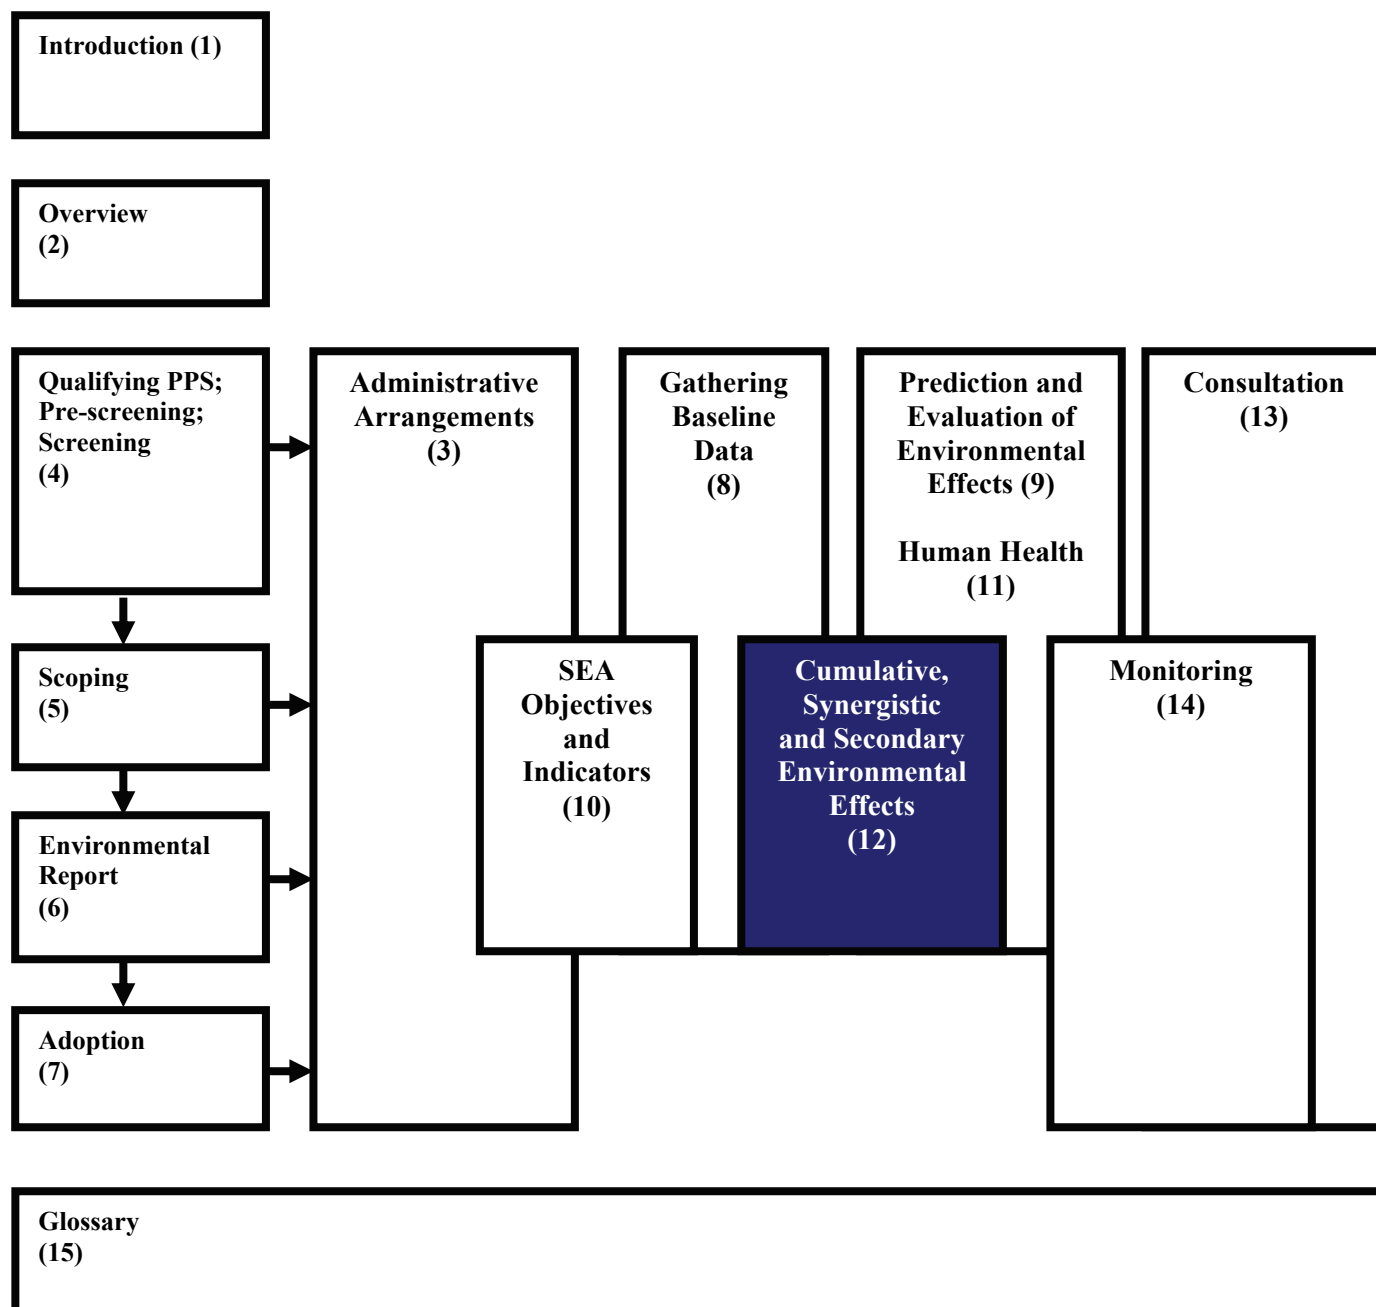 Introduction (1)
Overview
(2)
Qualifying PPS;
Pre-screening;
Screening
(4)
Administrative
Arrangements
(3)
Gathering
Baseline
Data
(8)
Prediction and
Evaluation of
Environmental
Effects (9)
Human Health
(11)
Consultation
(13)
Scoping
(5)
SEA
Objectives
and
Indicators
(10)
Cumulative,
Synergistic
and Secondary
Environmental
Effects
(12)
Monitoring
(14)
Environmental
Report
(6)
Adoption
(7)
Glossary
(15)